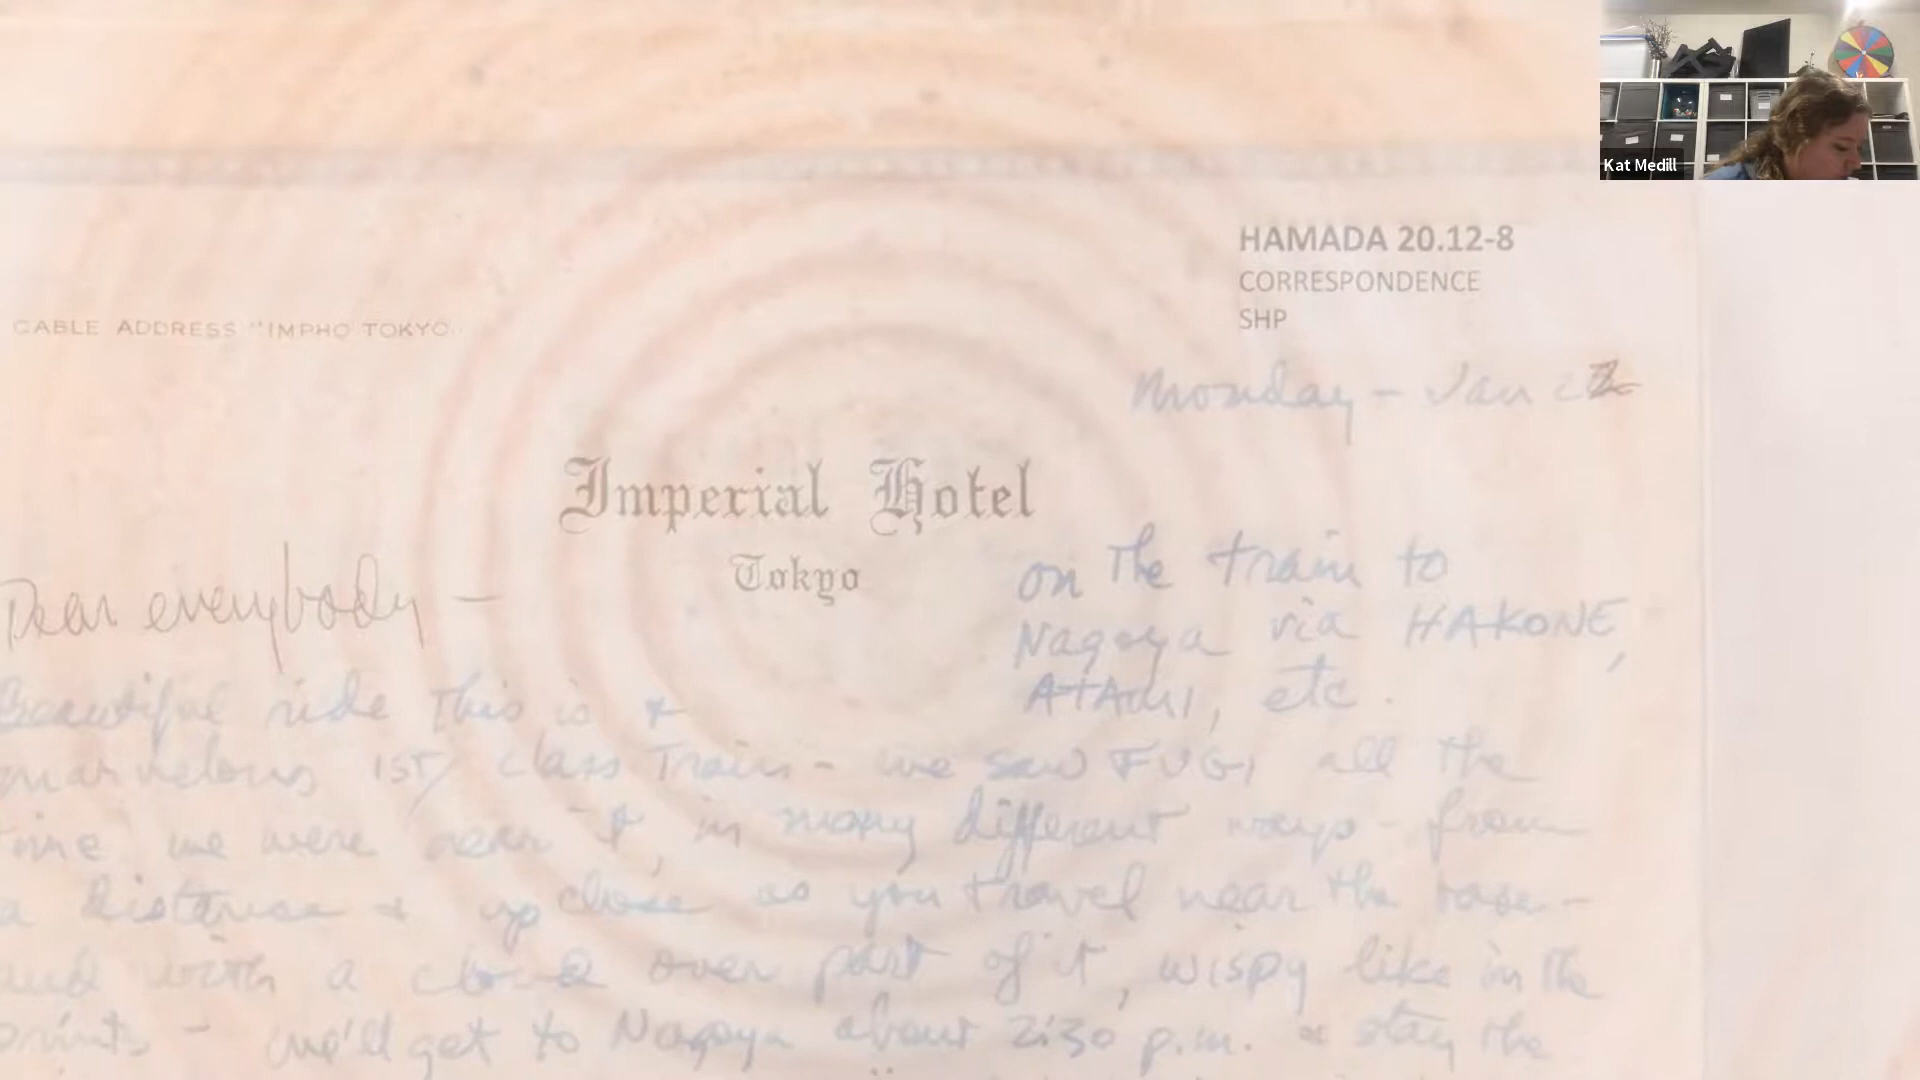 Kat Medill
HAMADA 20.12-8
CORRESPONDENCE
SHP
CABLE ADDRESS "IMPHO TOKYO"
Monday - Jan 22
Imperial Hotel
Tokyo
on the train to
Nagoya via HAKONE,
ATAMI, etc.
Dear everybody -
Beautiful ride this is &
marvelous 1ST class train - we saw FUGI all the
time we were near it, in many different ways - from
a distance & up close as you travel near the base -
and with a cloud over part of it, wispy like in the
prints - we'll get to Nagoya about 2:30 p.m. & stay the